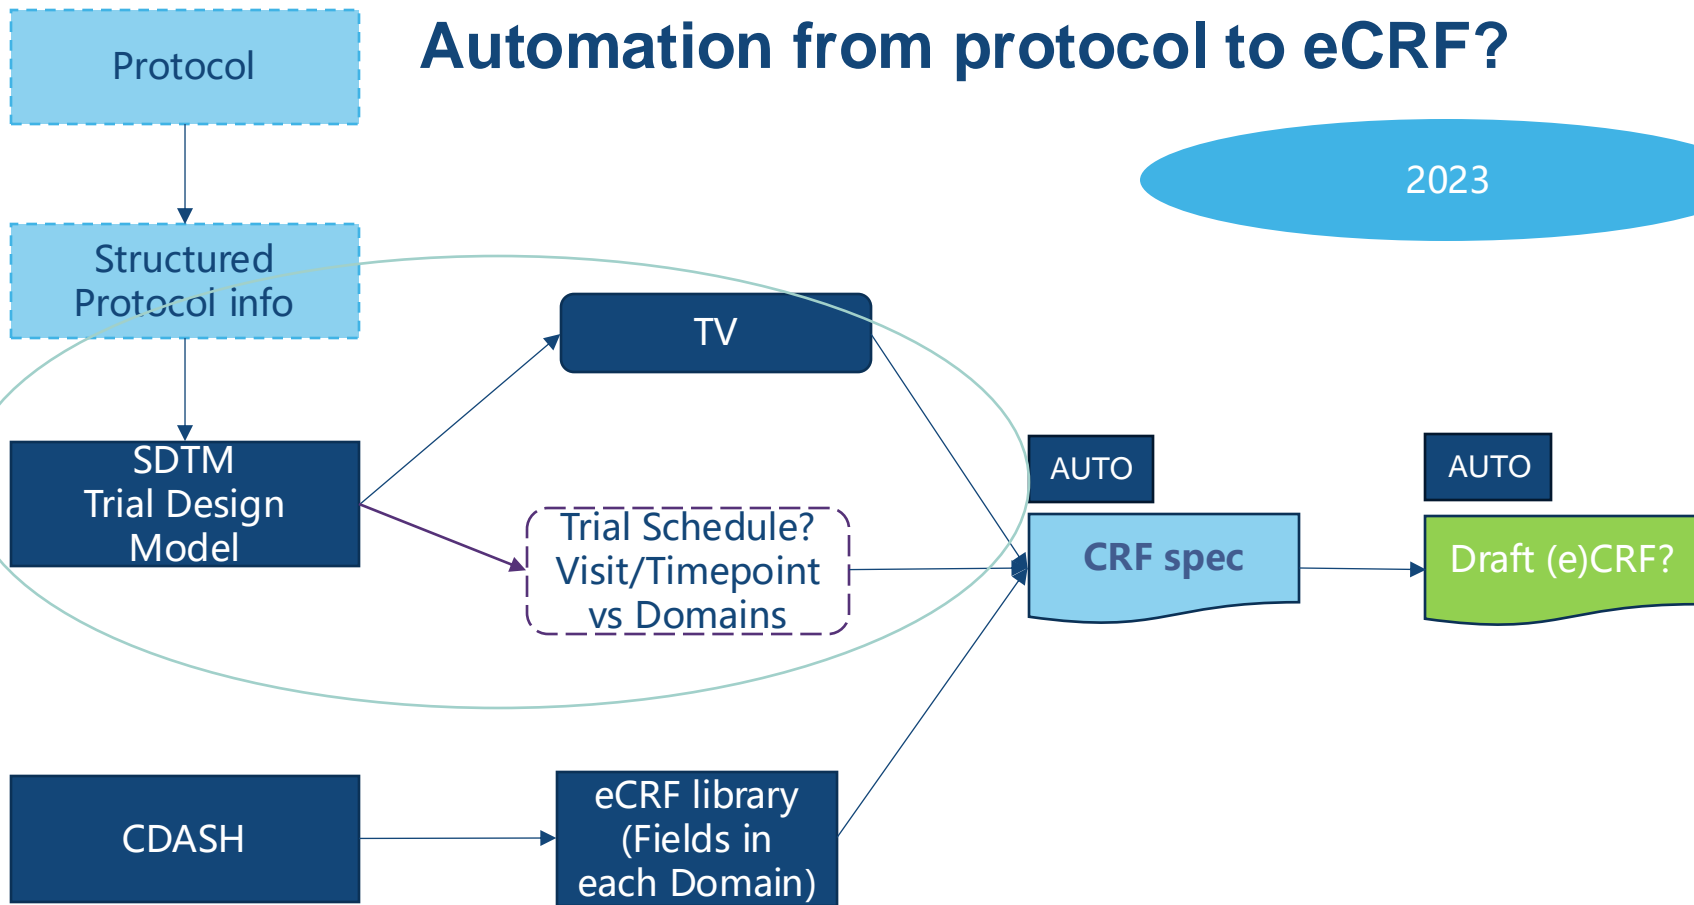 Automation from protocol to eCRF?
Protocol
2023
Structured
Protocol info
TV
SDTM
Trial Design
Model
Trial Schedule?
Visit/Timepoint
vs Domains
AUTO
CRF spec
AUTO
Draft (e)CRF?
CDASH
eCRF library
(Fields in
each Domain)